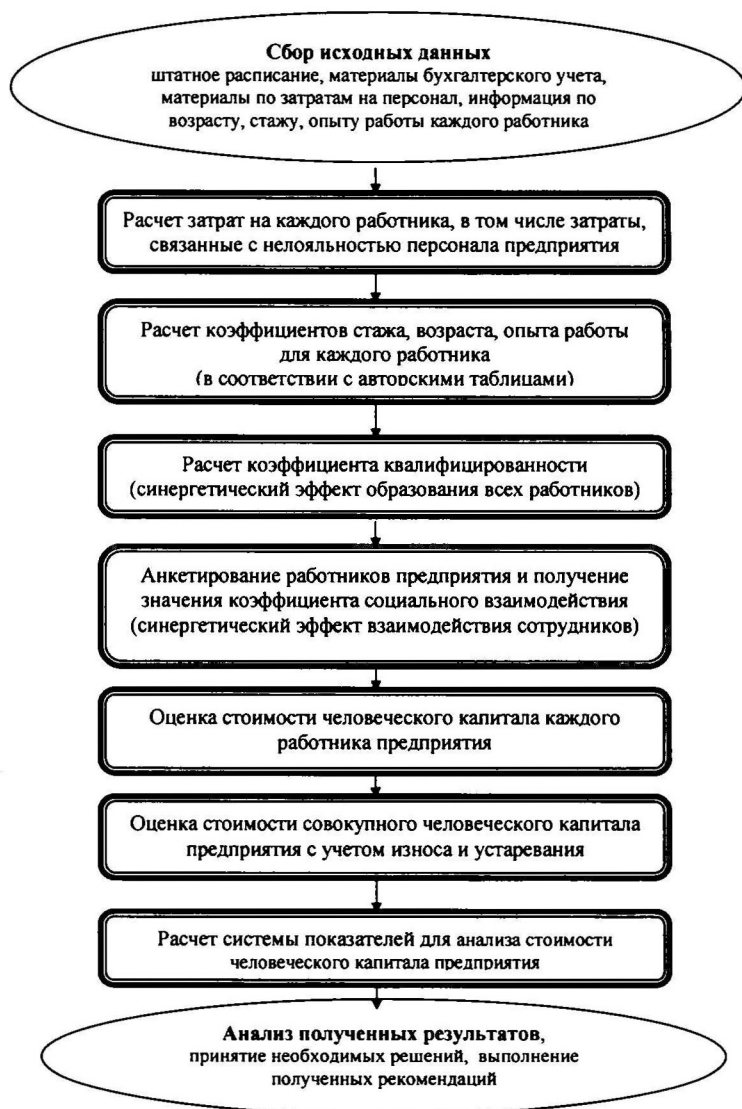 Сбор исходных данных
штатное расписание, материалы бухгалтерского учета,
материалы по затратам на персонал, информация по
возрасту, стажу, опыту работы каждого работника
Расчет затрат на каждого работника, в том числе затраты,
связанные с нелояльностью персонала предприятия
Расчет коэффициентов стажа, возраста, опыта работы
для каждого работника
(в соответствии с авторскими таблицами)
Расчет коэффициента квалифицированности
(синергетический эффект образования всех работников)
Анкетирование работников предприятия и получение
значения коэффициента социального взаимодействия
(синергетический эффект взаимодействия сотрудников)
Оценка стоимости человеческого капитала каждого
работника предприятия
Оценка стоимости совокупного человеческого капитала
предприятия с учетом износа и устаревания
Расчет системы показателей для анализа стоимости
человеческого капитала предприятия
Анализ полученных результатов,
принятие необходимых решений, выполнение
полученных рекомендаций